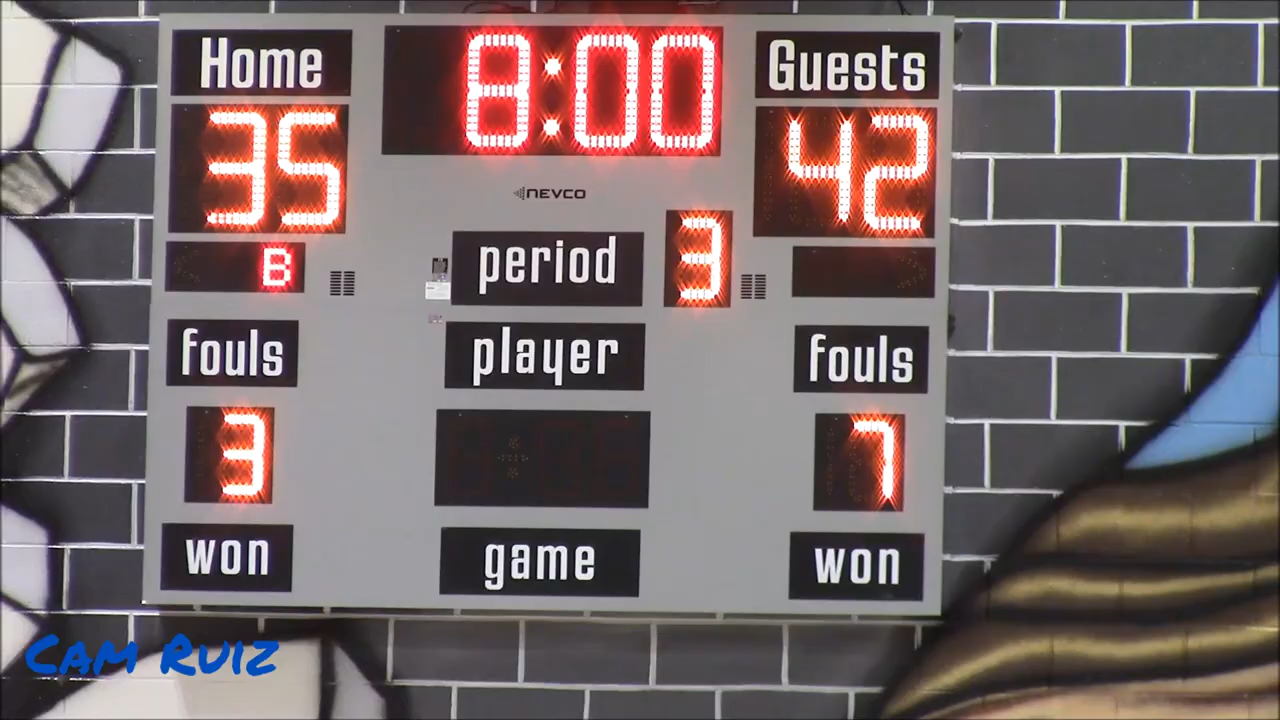 Home 8:00 Guests
35 42
NEVCO
B period 3
fouls player fouls
3 7
won game won
Cam Ruiz